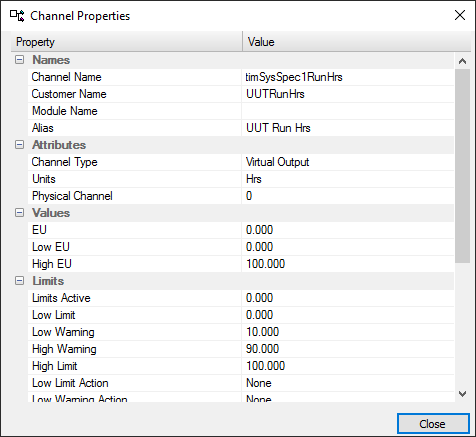 Channel Properties
Property Value
Names
Channel Name timSysSpec1RunHrs
Customer Name UUTRunHrs
Module Name
Alias UUT Run Hrs
Attributes
Channel Type Virtual Output
Units Hrs
Physical Channel 0
Values
EU 0.000
Low EU 0.000
High EU 100.000
Limits
Limits Active 0.000
Low Limit 0.000
Low Warning 10.000
High Warning 90.000
High Limit 100.000
Low Limit Action None
Low Warning Action None
Close